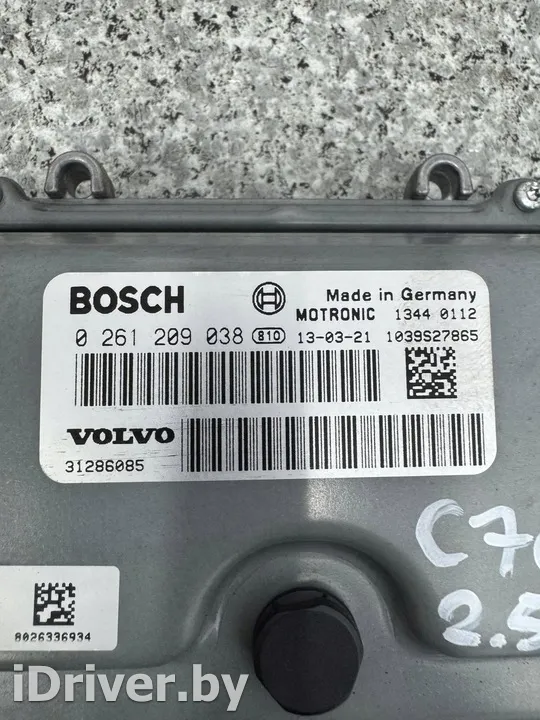 BOSCH
Made in Germany
MOTRONIC 1344 0112
0 261 209 038 810 13-03-21 1039S27865
VOLVO
31286085
C70
2.5
8026336934
iDriver.by